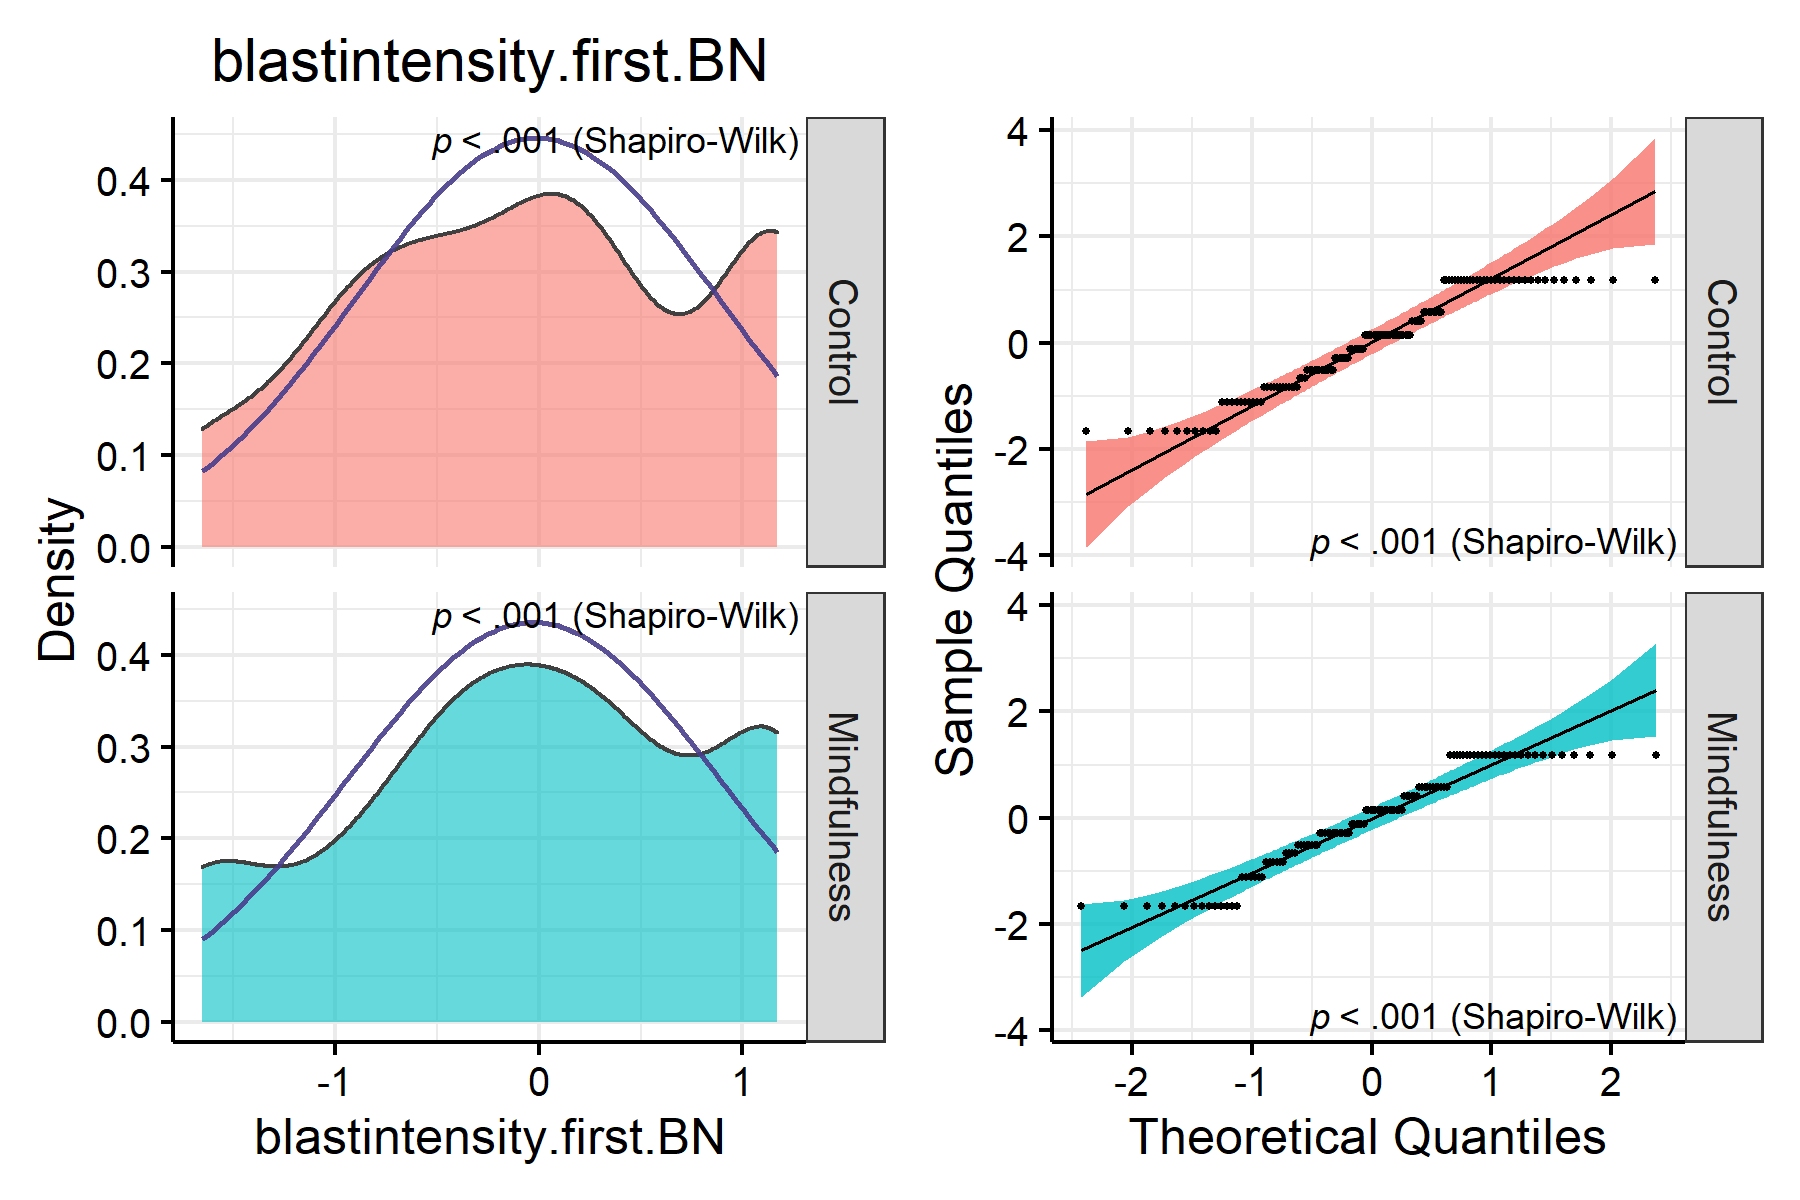 blastintensity.first.BN
Density
0.4
0.3
0.2
0.1
0.0
p < .001 (Shapiro-Wilk)
Control
0.4
0.3
0.2
0.1
0.0
p < .001 (Shapiro-Wilk)
Mindfulness
-1
0
1
blastintensity.first.BN
Sample Quantiles
4
2
0
-2
-4
p < .001 (Shapiro-Wilk)
Control
4
2
0
-2
-4
p < .001 (Shapiro-Wilk)
Mindfulness
-2
-1
0
1
2
Theoretical Quantiles